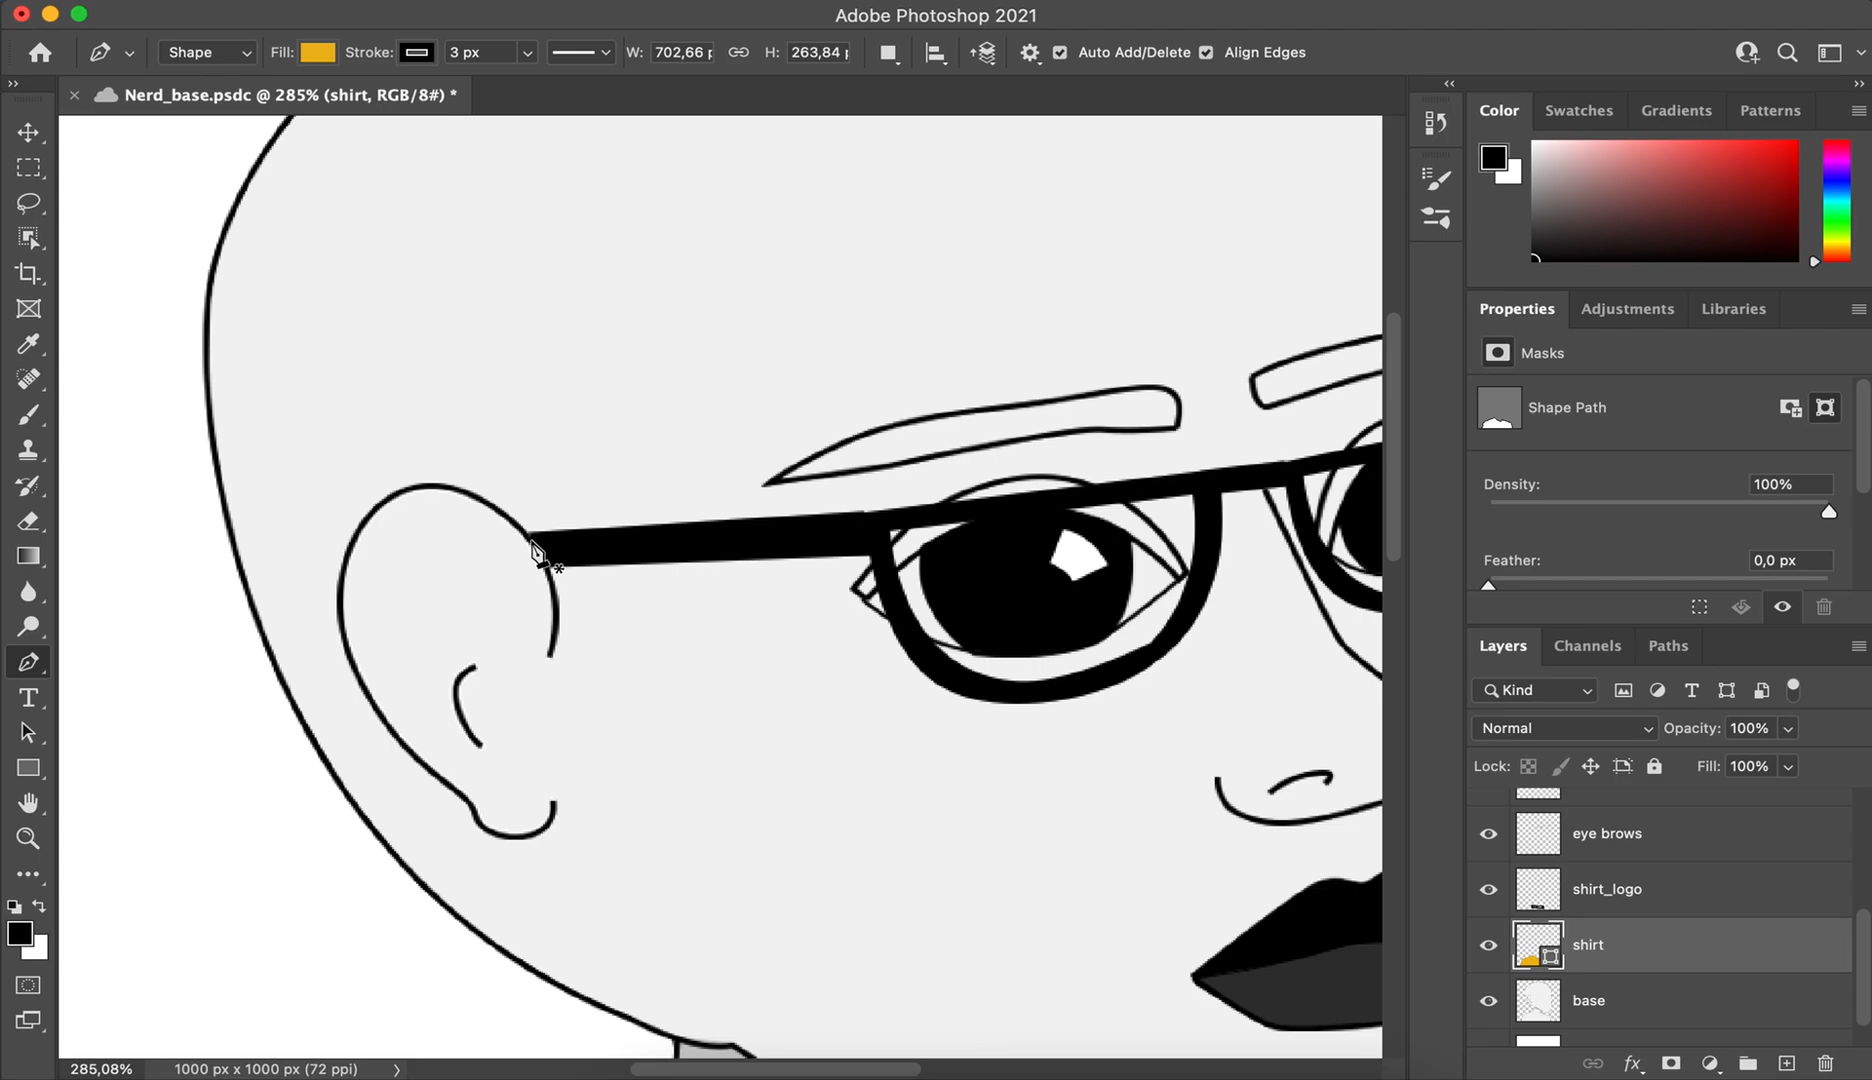 Adobe Photoshop 2021
Shape Fill: Stroke: 3 px W: 702,66 H: 263,84 Auto Add/Delete Align Edges
Nerd_base.psdc @ 285% (shirt, RGB/8#) *
Color Swatches Gradients Patterns
Properties Adjustments Libraries
Masks
Shape Path
Density: 100%
Feather: 0,0 px
Layers Channels Paths
Kind
Normal Opacity: 100%
Lock: Fill: 100%
eye brows
shirt_logo
shirt
base
285,08% 1000 px x 1000 px (72 ppi)